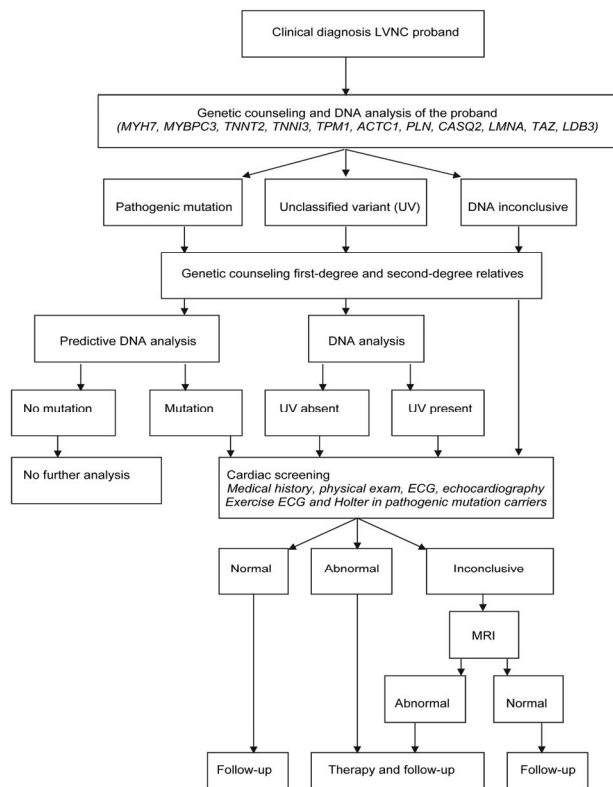 Clinical diagnosis LVNC proband
Genetic counseling and DNA analysis of the proband
(MYH7, MYBPC3, TNNT2, TNNI3, TPM1, ACTC1, PLN, CASQ2, LMNA, TAZ, LDB3)
Pathogenic mutation
Unclassified variant (UV)
DNA inconclusive
Genetic counseling first-degree and second-degree relatives
Predictive DNA analysis
DNA analysis
No mutation
Mutation
UV absent
UV present
No further analysis
Cardiac screening
Medical history, physical exam, ECG, echocardiography
Exercise ECG and Holter in pathogenic mutation carriers
Normal
Abnormal
Inconclusive
MRI
Abnormal
Normal
Follow-up
Therapy and follow-up
Follow-up